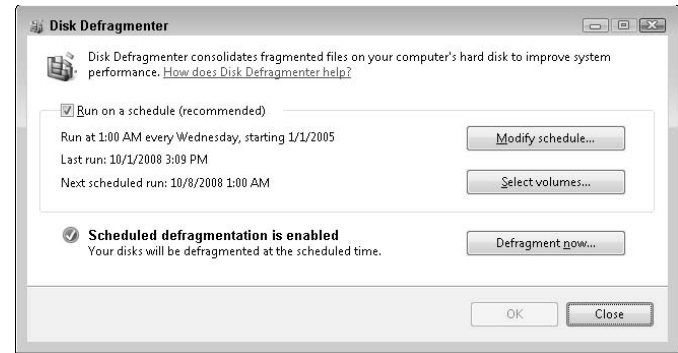 Disk Defragmenter
Disk Defragmenter consolidates fragmented files on your computer's hard disk to improve system
performance. How does Disk Defragmenter help?
Run on a schedule (recommended)
Run at 1:00 AM every Wednesday, starting 1/1/2005
Modify schedule...
Last run: 10/1/2008 3:09 PM
Next scheduled run: 10/8/2008 1:00 AM
Select volumes...
Scheduled defragmentation is enabled
Your disks will be defragmented at the scheduled time.
Defragment now...
OK
Close